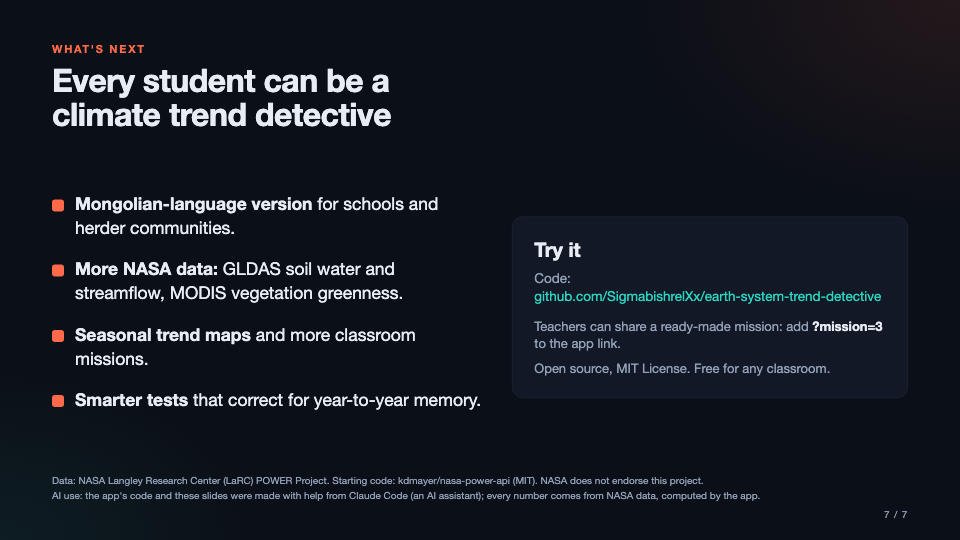 WHAT'S NEXT
Every student can be a
climate trend detective
Mongolian-language version for schools and
herder communities.
More NASA data: GLDAS soil water and
streamflow, MODIS vegetation greenness.
Seasonal trend maps and more classroom
missions.
Smarter tests that correct for year-to-year memory.
Try it
Code:
github.com/SigmabishrelXx/earth-system-trend-detective
Teachers can share a ready-made mission: add ?mission=3
to the app link.
Open source, MIT License. Free for any classroom.
Data: NASA Langley Research Center (LaRC) POWER Project. Starting code: kdmayer/nasa-power-api (MIT). NASA does not endorse this project.
AI use: the app's code and these slides were made with help from Claude Code (an AI assistant); every number comes from NASA data, computed by the app.
7 / 7